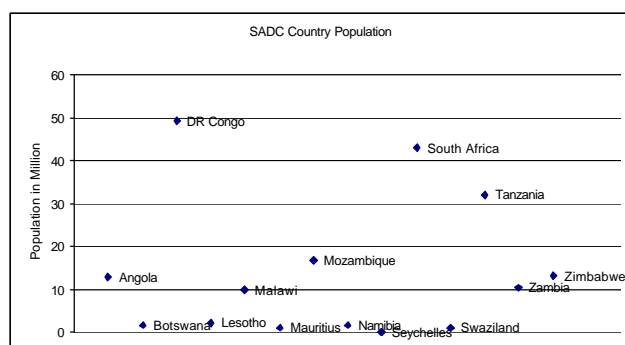 SADC Country Population
Population in Million
60
50
DR Congo
South Africa
40
30
Tanzania
20
Mozambique
Angola
Zimbabwe
10
Malawi
Zambia
Botswana
Lesotho
Mauritius
Namibia
Seychelles
Swaziland
0